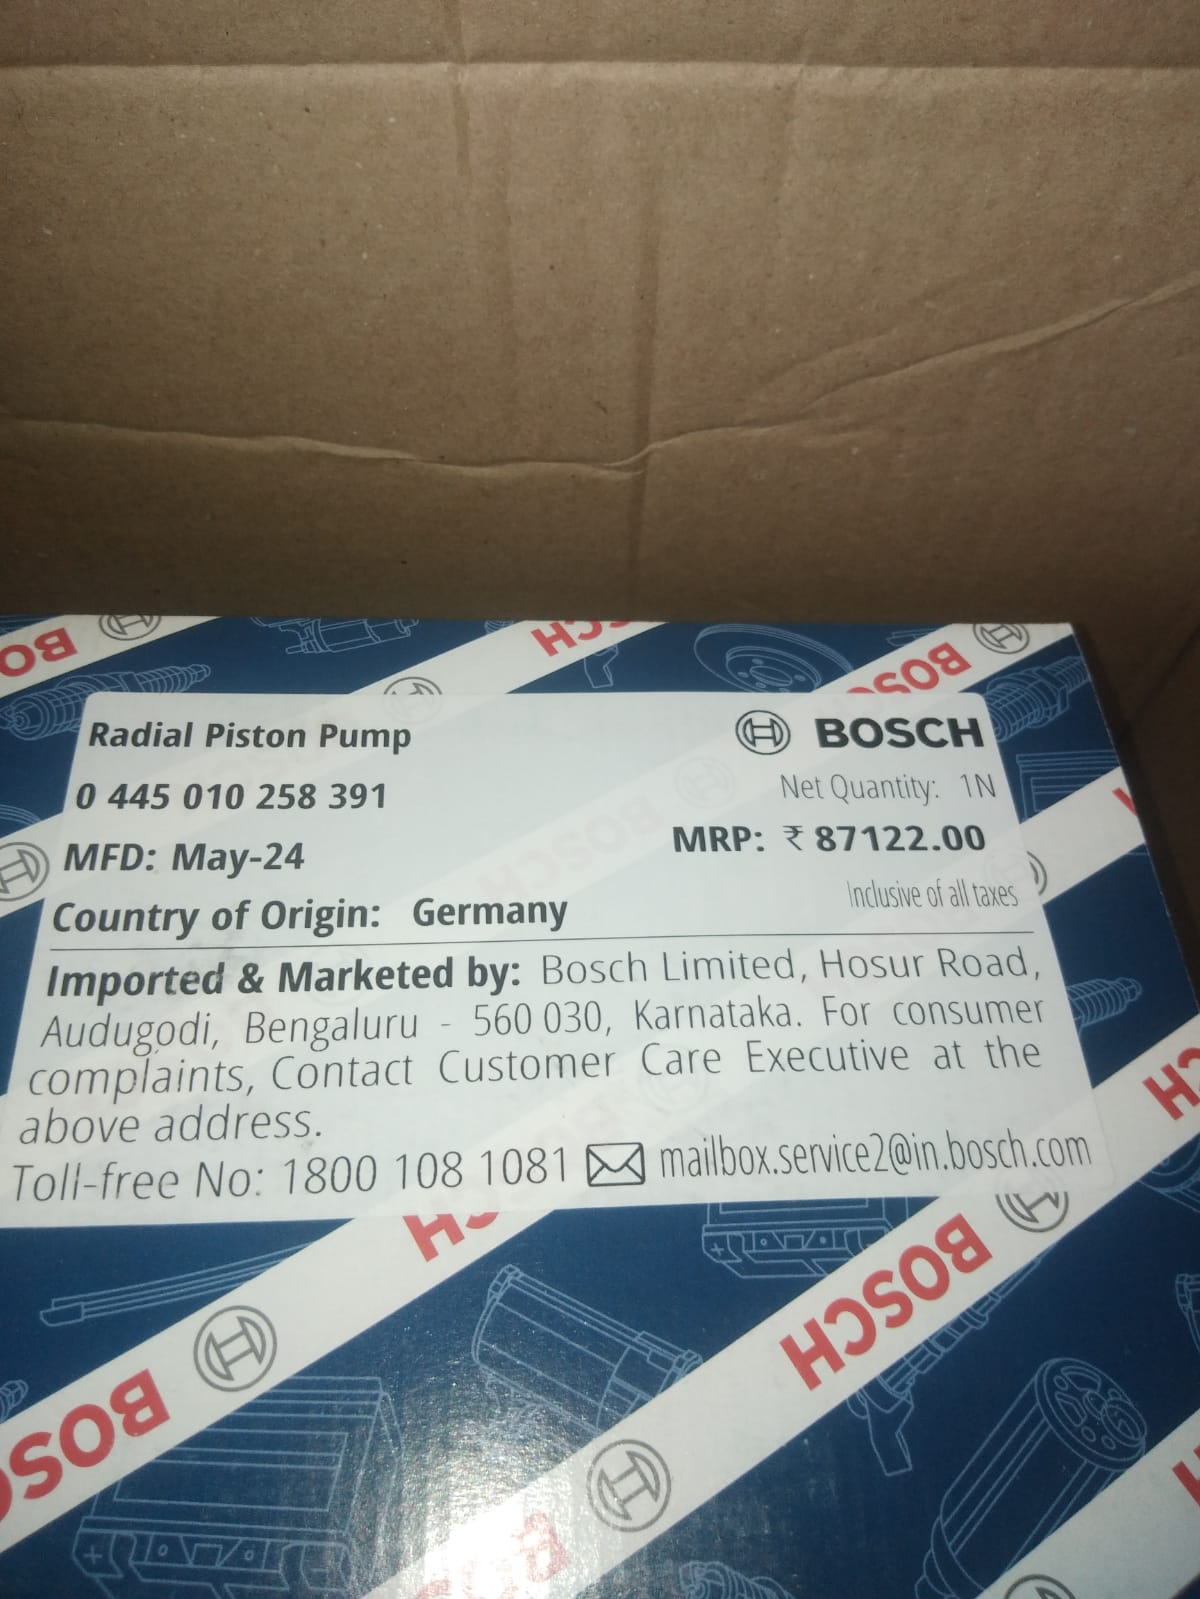 Radial Piston Pump
BOSCH
0 445 010 258 391
Net Quantity: 1N
MFD: May-24
MRP: ₹ 87122.00
Country of Origin: Germany
Inclusive of all taxes
Imported & Marketed by: Bosch Limited, Hosur Road,
Audugodi, Bengaluru - 560 030, Karnataka. For consumer
complaints, Contact Customer Care Executive at the
above address.
Toll-free No: 1800 108 1081 mailbox.service2@in.bosch.com
BOSCH
BOSCH
BOSCH